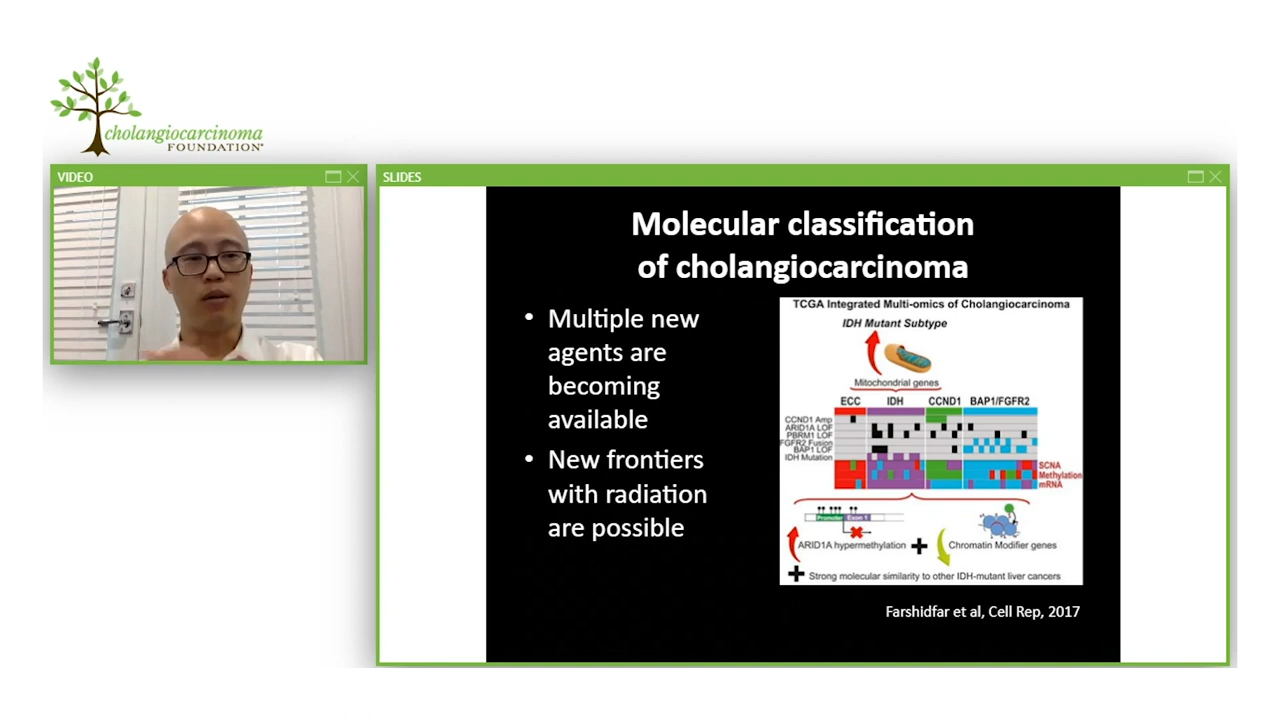 cholangiocarcinoma
FOUNDATION®
VIDEO
SLIDES
Molecular classification
of cholangiocarcinoma
• Multiple new
agents are
becoming
available
• New frontiers
with radiation
are possible
TCGA Integrated Multi-omics of Cholangiocarcinoma
IDH Mutant Subtype
Mitochondrial genes
ECC IDH CCND1 BAP1/FGFR2
CCND1 Amp
ARID1A LOF
PBRM1 LOF
FGFR2 Fusion
BAP1 LOF
IDH Mutation
SCNA
Methylation
mRNA
Promoter Exon 1
ARID1A hypermethylation + Chromatin Modifier genes
+ Strong molecular similarity to other IDH-mutant liver cancers
Farshidfar et al, Cell Rep, 2017